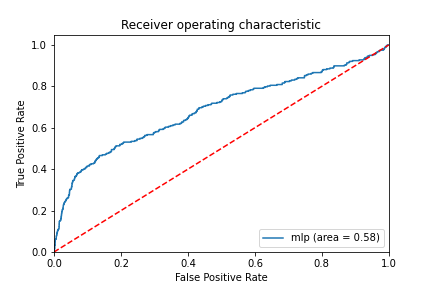 Receiver operating characteristic
1.0
0.8
0.6
0.4
0.2
0.0
True Positive Rate
mlp (area = 0.58)
0.0 0.2 0.4 0.6 0.8 1.0
False Positive Rate